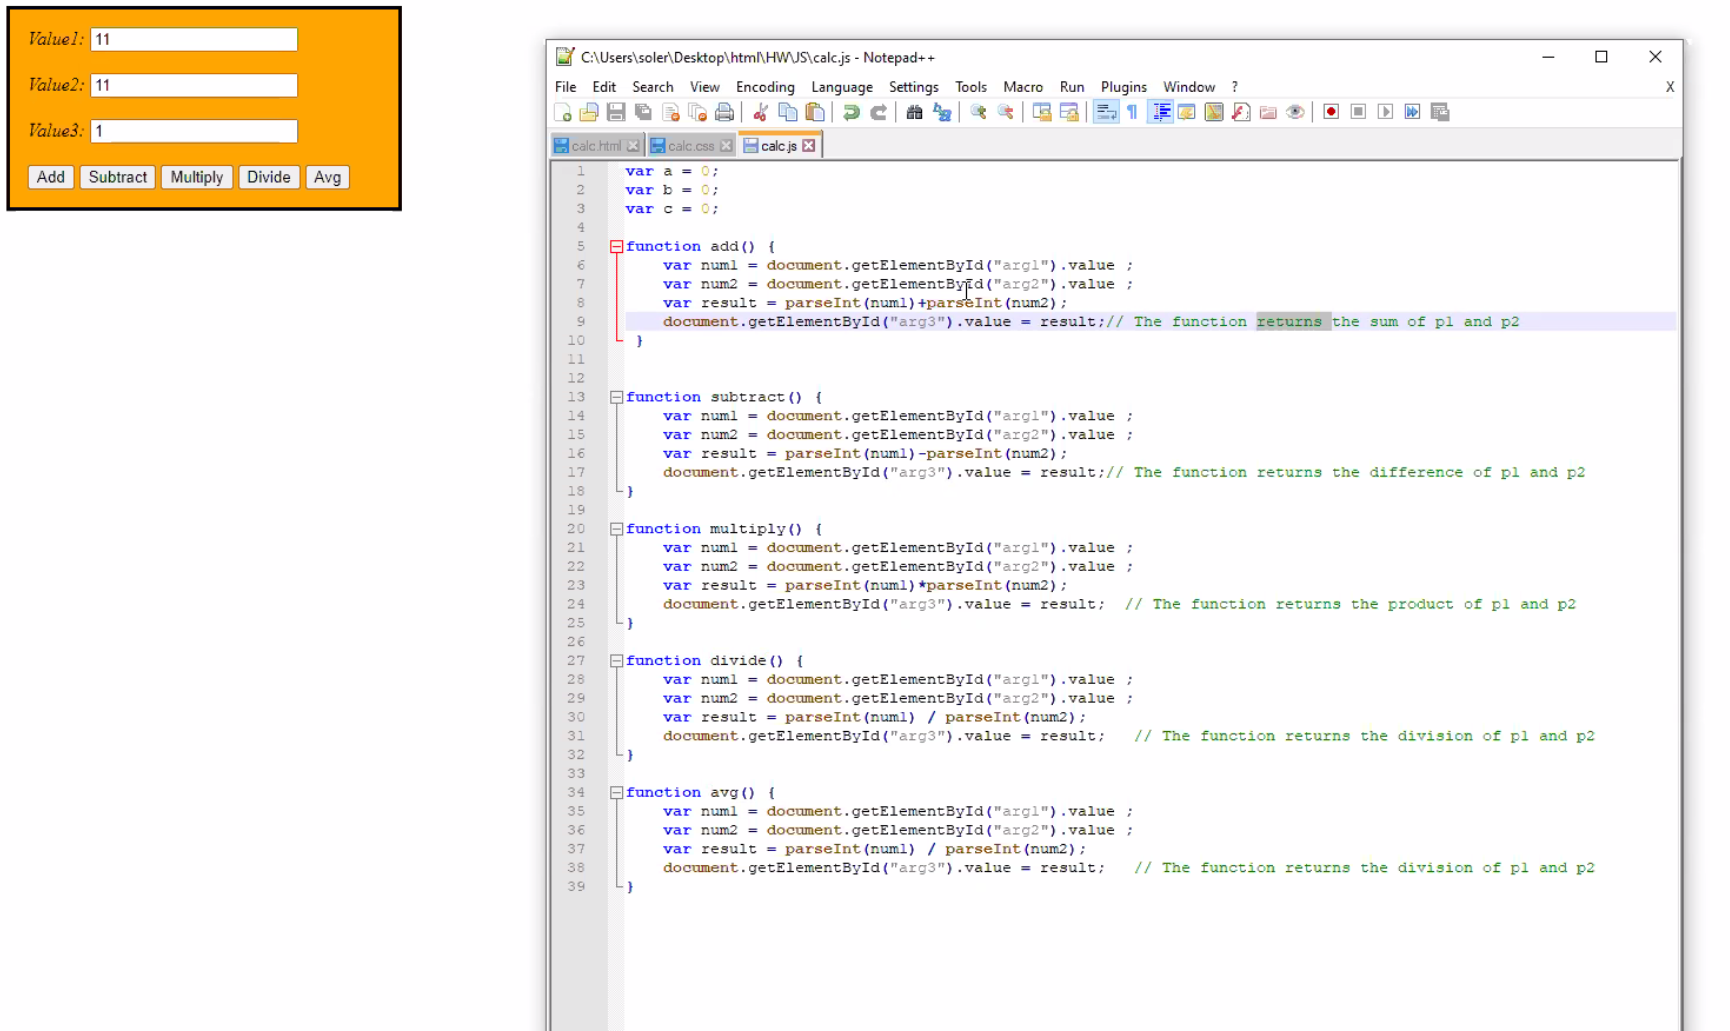 Value1: 11
Value2: 11
Value3: 1
Add Subtract Multiply Divide Avg
C:\Users\soler\Desktop\html\HW\JS\calc.js - Notepad++
File Edit Search View Encoding Language Settings Tools Macro Run Plugins Window ? X
calc.html calc.css calc.js
1 var a = 0;
2 var b = 0;
3 var c = 0;
4
5 function add() {
6 var num1 = document.getElementById("arg1").value ;
7 var num2 = document.getElementById("arg2").value ;
8 var result = parseInt(num1)+parseInt(num2);
9 document.getElementById("arg3").value = result;// The function returns the sum of p1 and p2
10 }
11
12
13 function subtract() {
14 var num1 = document.getElementById("arg1").value ;
15 var num2 = document.getElementById("arg2").value ;
16 var result = parseInt(num1)-parseInt(num2);
17 document.getElementById("arg3").value = result;// The function returns the difference of p1 and p2
18 }
19
20 function multiply() {
21 var num1 = document.getElementById("arg1").value ;
22 var num2 = document.getElementById("arg2").value ;
23 var result = parseInt(num1)*parseInt(num2);
24 document.getElementById("arg3").value = result; // The function returns the product of p1 and p2
25 }
26
27 function divide() {
28 var num1 = document.getElementById("arg1").value ;
29 var num2 = document.getElementById("arg2").value ;
30 var result = parseInt(num1) / parseInt(num2);
31 document.getElementById("arg3").value = result; // The function returns the division of p1 and p2
32 }
33
34 function avg() {
35 var num1 = document.getElementById("arg1").value ;
36 var num2 = document.getElementById("arg2").value ;
37 var result = parseInt(num1) / parseInt(num2);
38 document.getElementById("arg3").value = result; // The function returns the division of p1 and p2
39 }